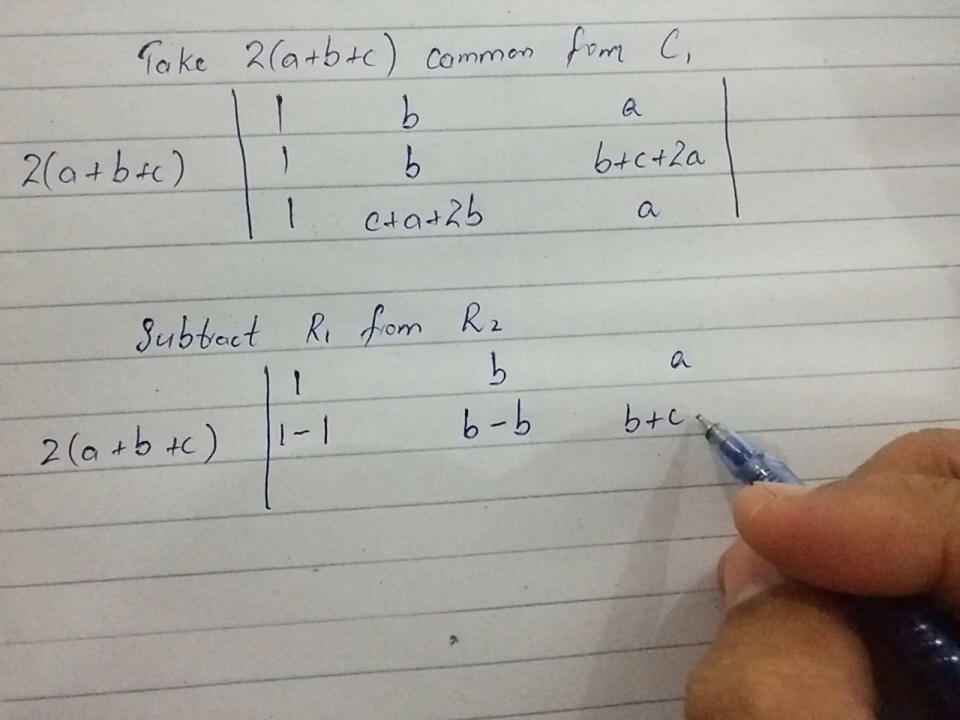 Take 2(a+b+c) common from C₁
| 1 b a |
2(a+b+c) | 1 b b+c+2a |
| 1 c+a+2b a |
Subtract R₁ from R₂
| 1 b a
2(a+b+c) | 1-1 b-b b+c